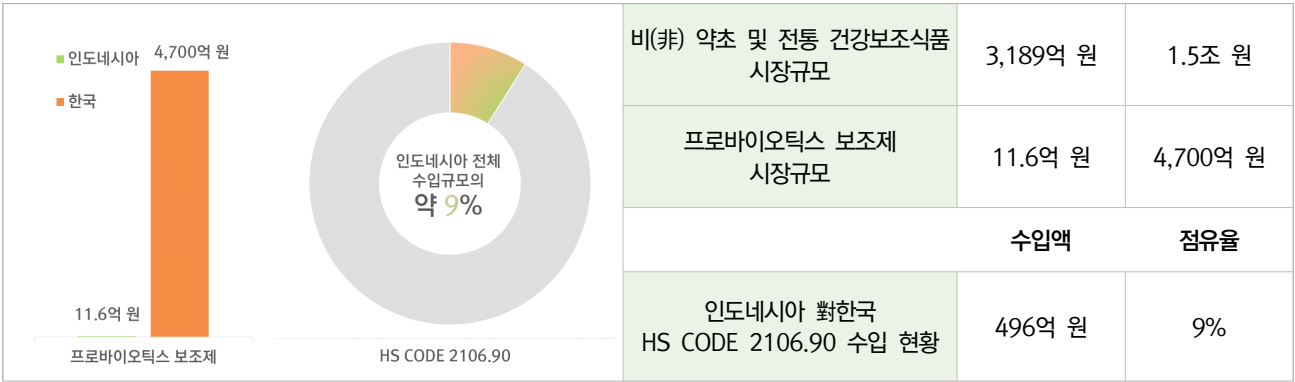 인도네시아
한국
4,700억 원
11.6억 원
프로바이오틱스 보조제
인도네시아 전체
수입규모의
약 9%
HS CODE 2106.90
비(非) 약초 및 전통 건강보조식품
시장규모
3,189억 원
1.5조 원
프로바이오틱스 보조제
시장규모
11.6억 원
4,700억 원
수입액
점유율
인도네시아 對한국
HS CODE 2106.90 수입 현황
496억 원
9%